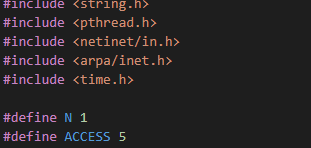 #include <string.h>
#include <pthread.h>
#include <netinet/in.h>
#include <arpa/inet.h>
#include <time.h>
#define N 1
#define ACCESS 5